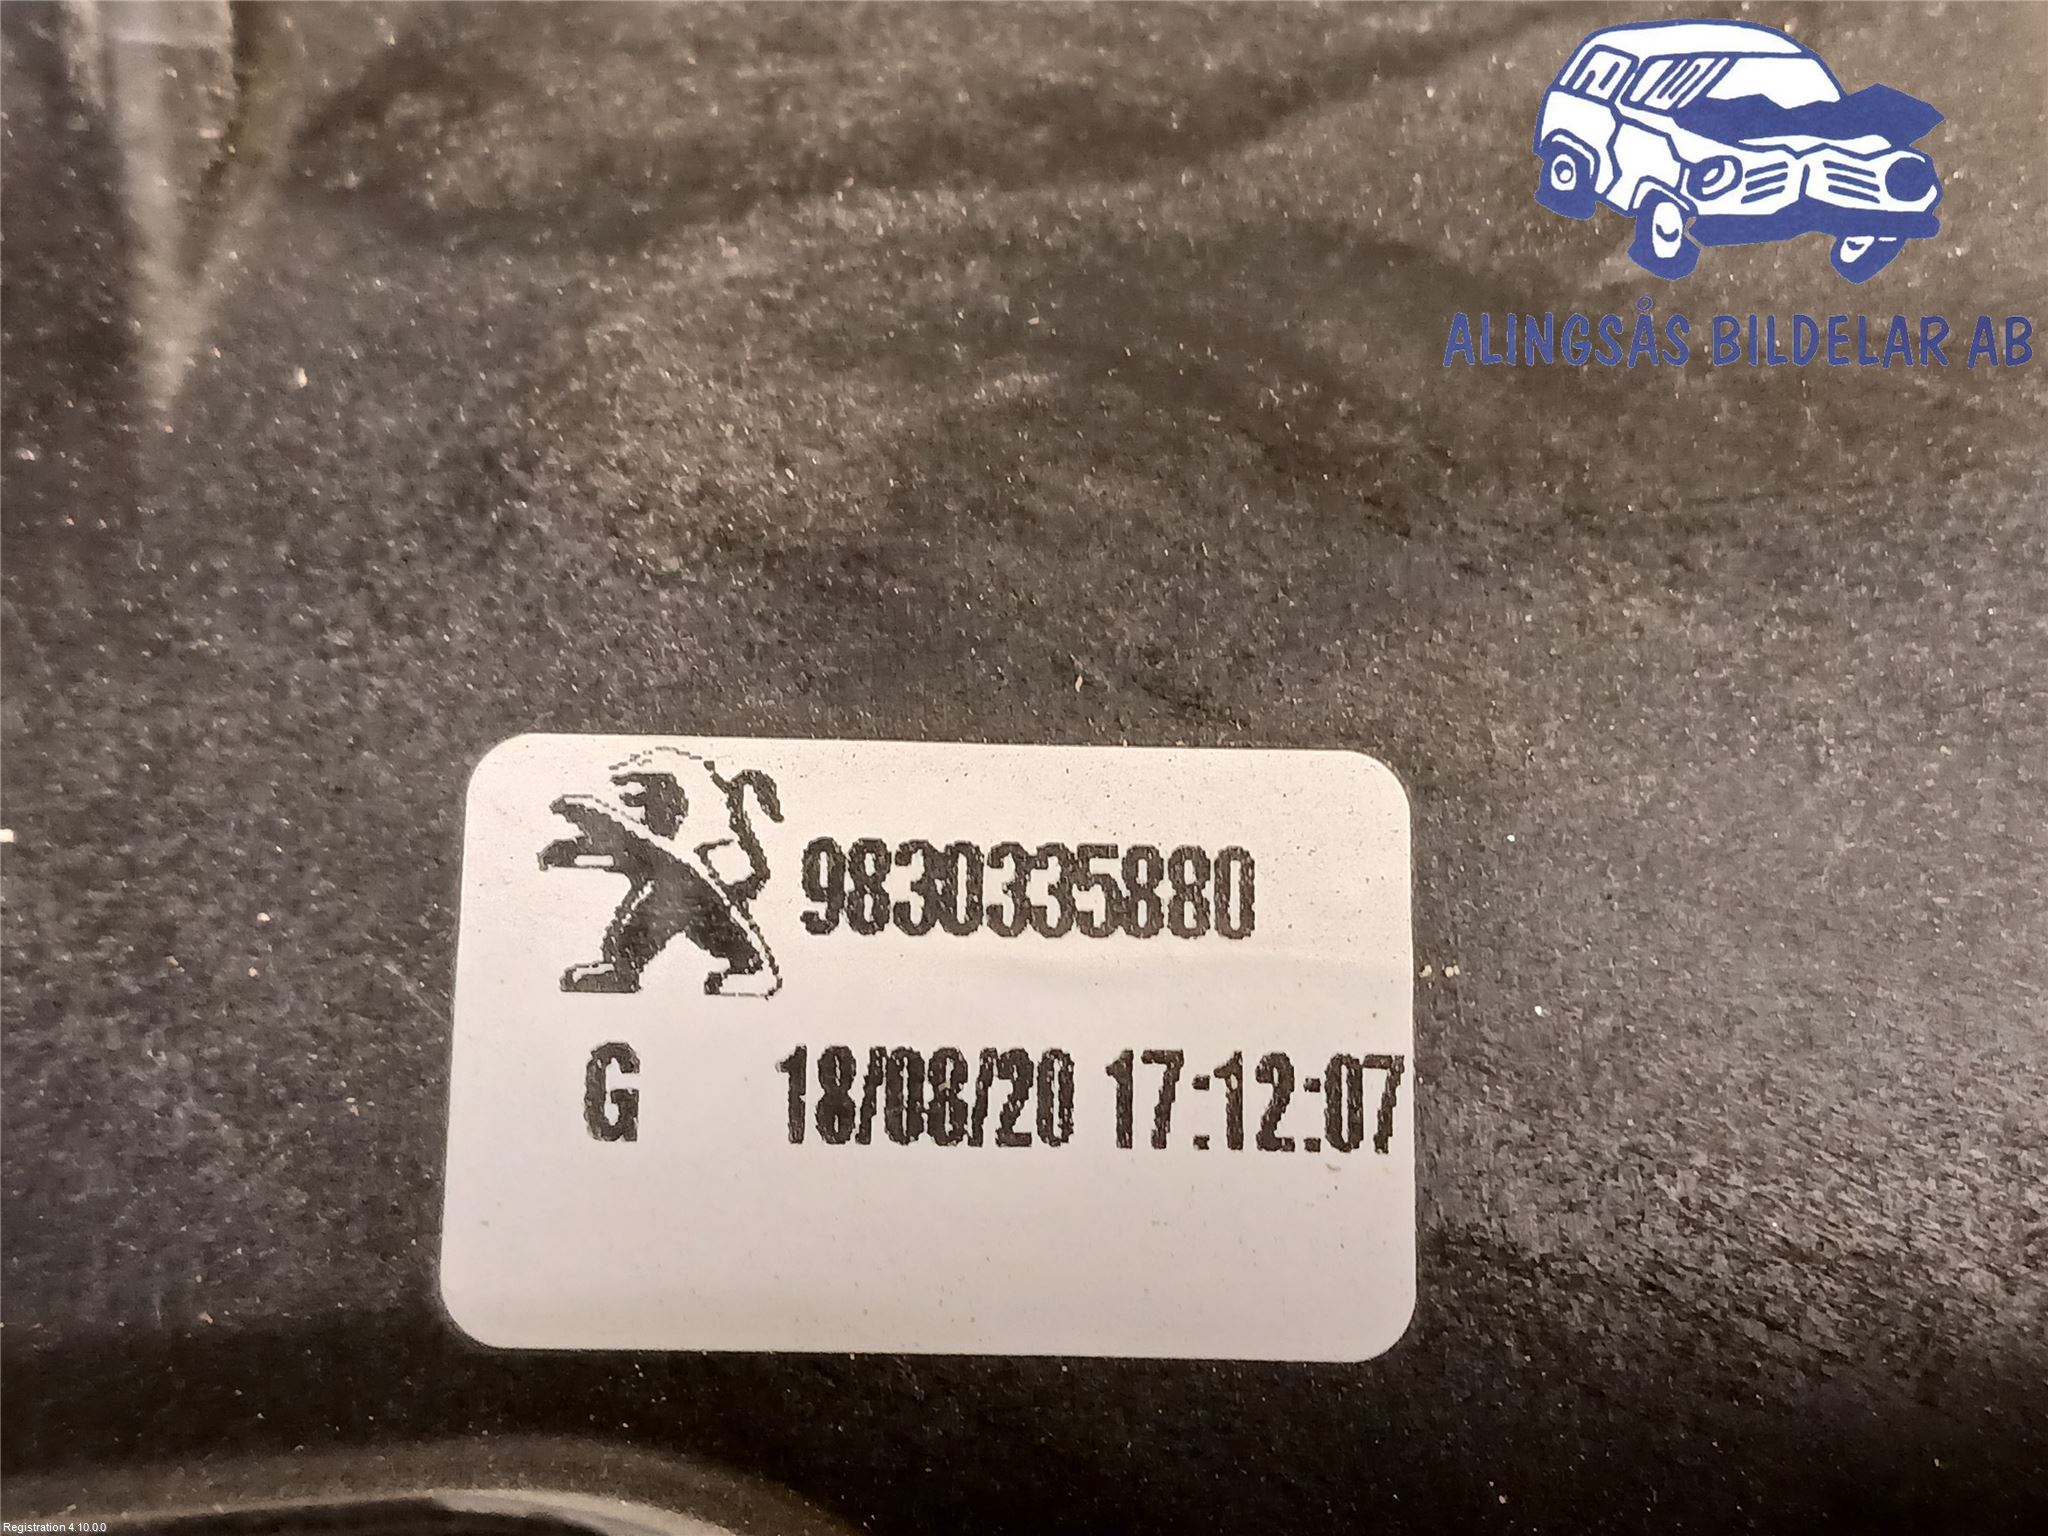 ALINGSÅS BILDELAR AB
9830335880
G 18/08/20 17:12:07
Registration 4.10.0.0